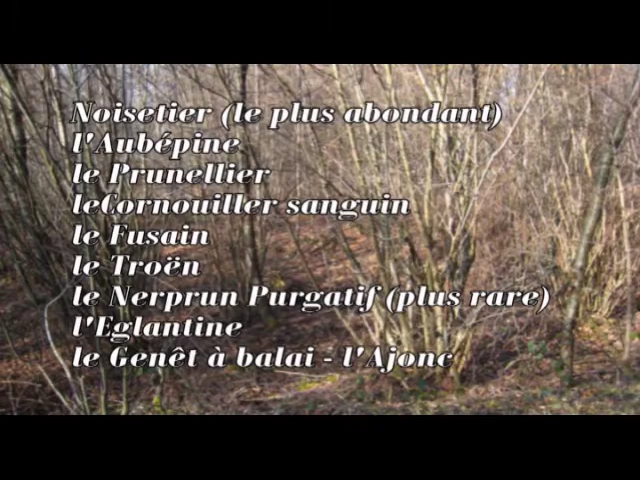 Noisetier (le plus abondant)
l'Aubépine
le Prunellier
leCornouiller sanguin
le Fusain
le Troën
le Nerprun Purgatif (plus rare)
l'Eglantine
le Genêt à balai - l'Ajonc